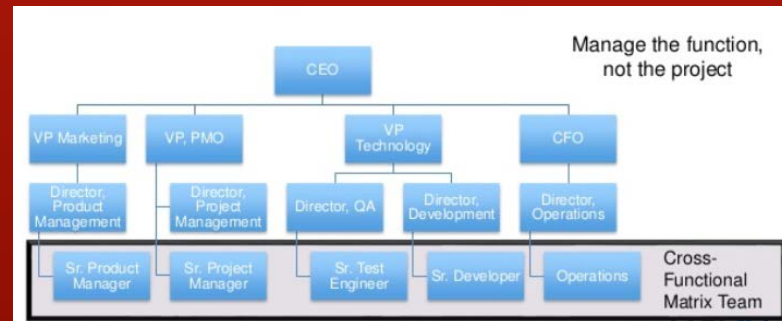 Manage the function,
not the project
CEO
VP Marketing
VP, PMO
VP
Technology
CFO
Director,
Product
Management
Director,
Project
Management
Director, QA
Director,
Development
Director,
Operations
Sr. Product
Manager
Sr. Project
Manager
Sr. Test
Engineer
Sr. Developer
Operations
Cross-
Functional
Matrix Team